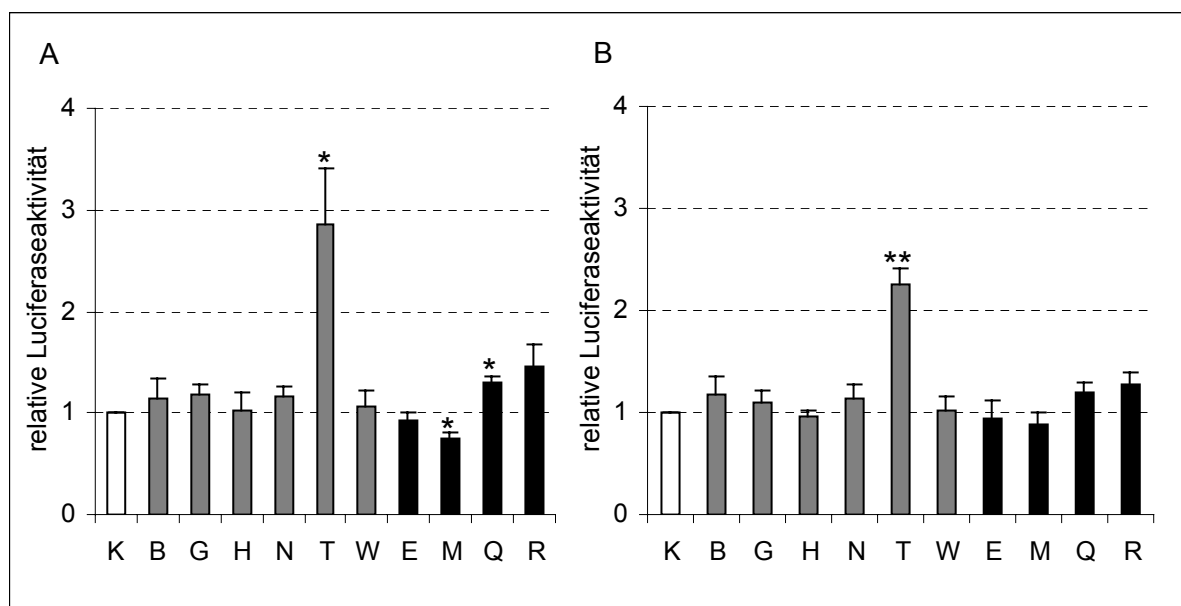 A
relative Luciferaseaktivität
4
3
2
1
0
*
*
*
K B G H N T W E M Q R
B
relative Luciferaseaktivität
4
3
2
1
0
**
K B G H N T W E M Q R